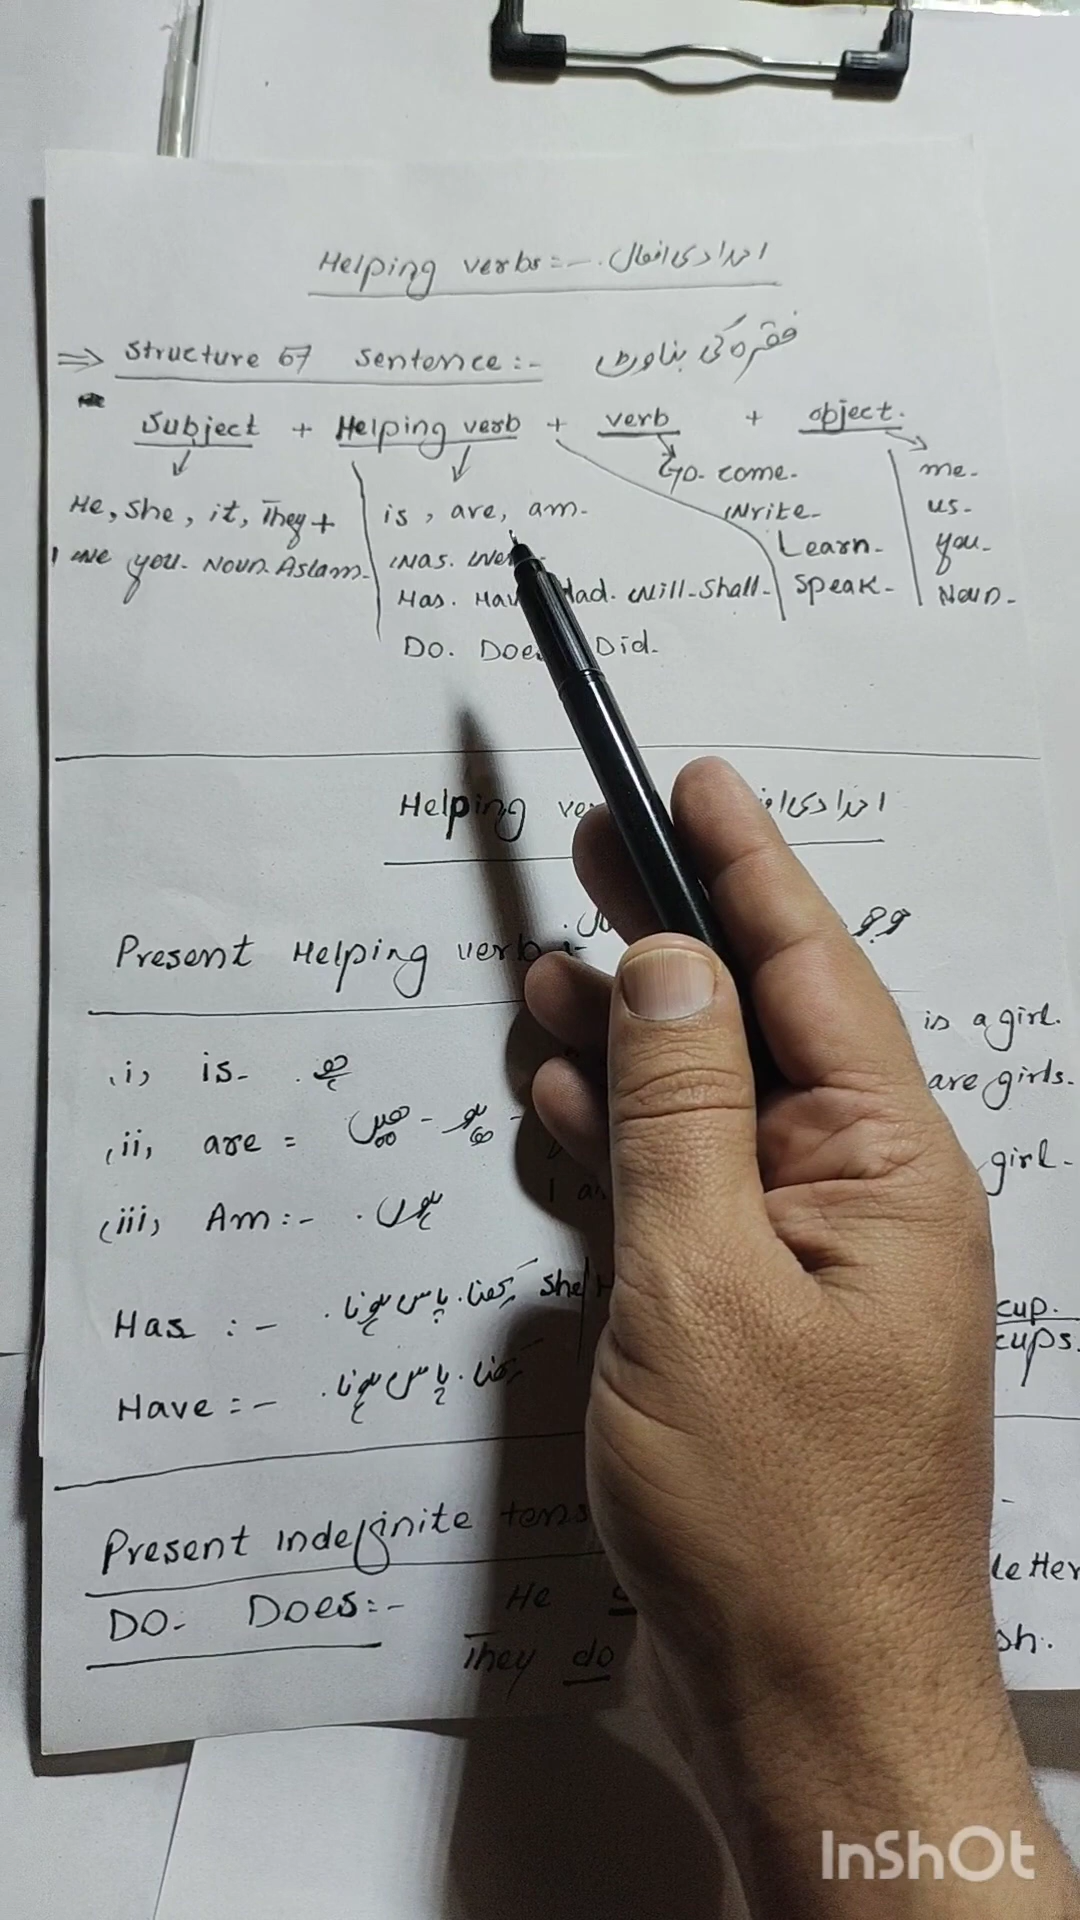 Helping verbs:-. امدادی افعال
⇒ Structure of Sentence:- فقرہ کی بناوٹ
Subject + Helping verb + verb + object.
Go. come. me.
He, She, it, They + is, are, am. Write. us.
I we you. Noun. Aslam. Was. Learn. you.
Has. Had. Will. Shall. Speak. Noun.
Do. Did.
Helping امدادی
Present Helping verb:-
is a girl.
(i) is. ہے are girls.
(ii) are = ہیں - ہو - girl.
(iii) Am:- ہوں.
Has :- رکھنا. پاس ہونا. She/ cup.
cups.
Have:- رکھنا. پاس ہونا.
Present indefinite
letter
DO. Does:- He
They do